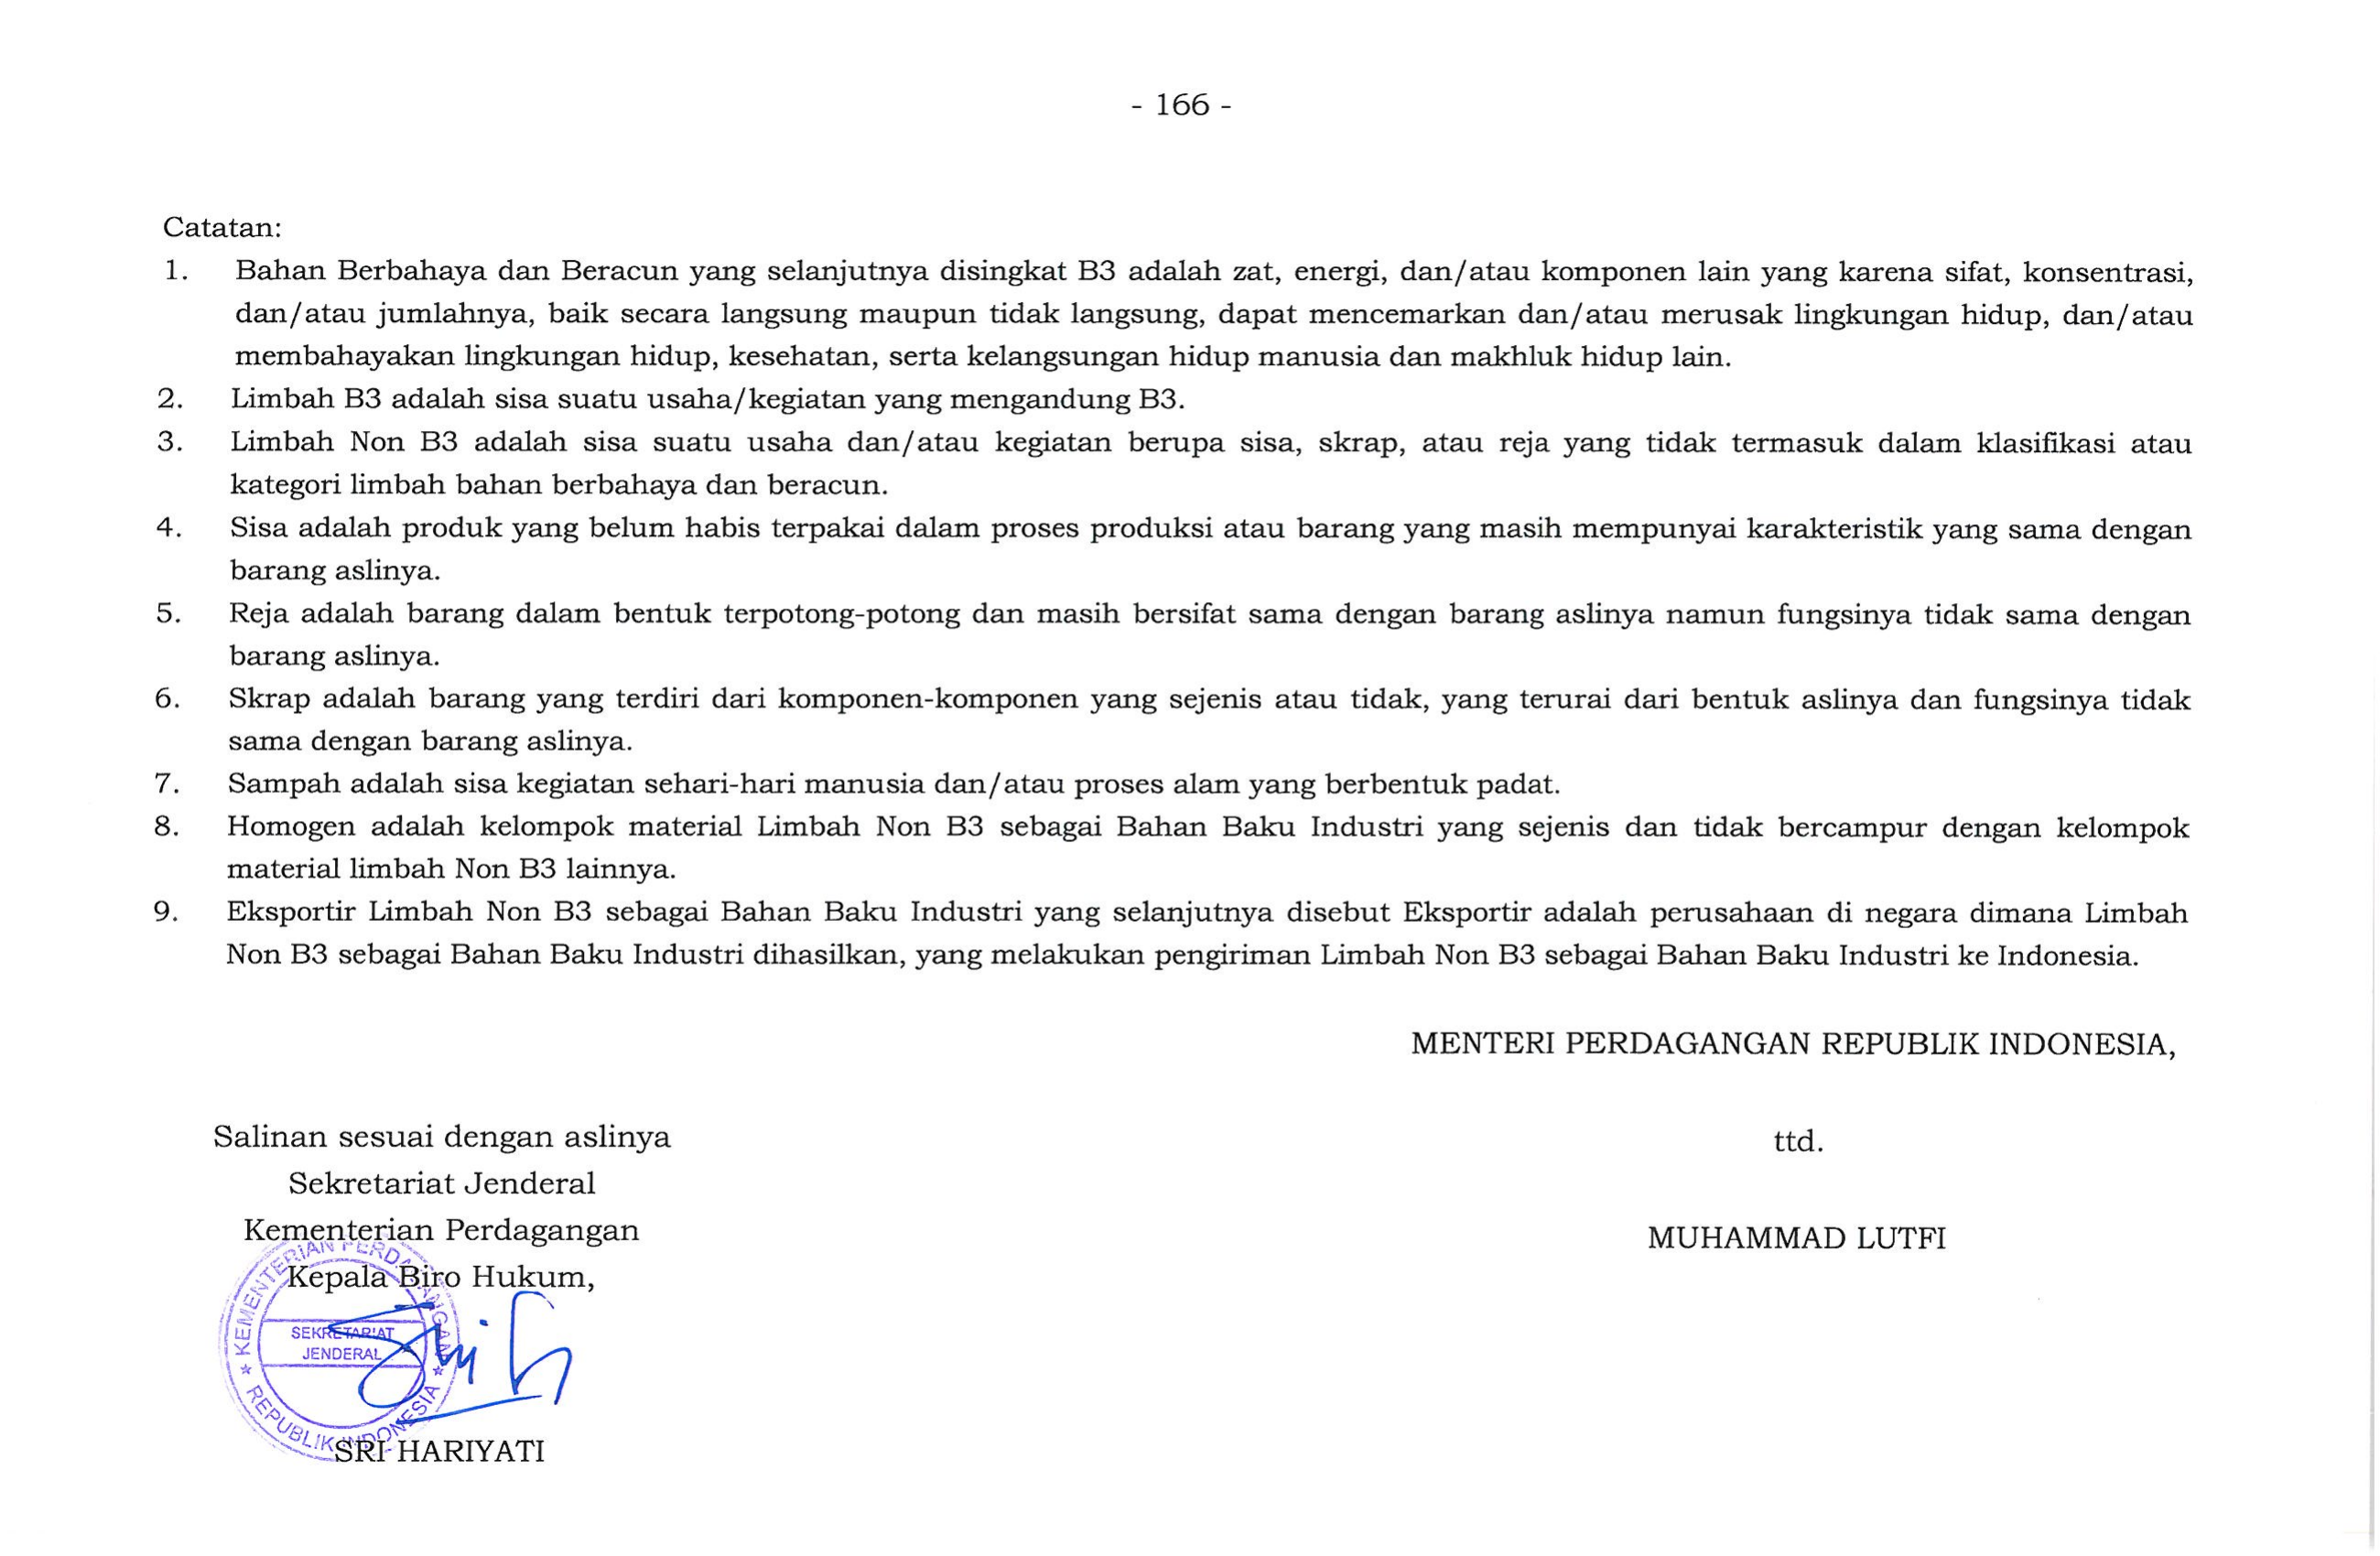 - 166 -
Catatan:
1. Bahan Berbahaya dan Beracun yang selanjutnya disingkat B3 adalah zat, energi, dan/atau komponen lain yang karena sifat, konsentrasi,
dan/atau jumlahnya, baik secara langsung maupun tidak langsung, dapat mencemarkan dan/atau merusak lingkungan hidup, dan/atau
membahayakan lingkungan hidup, kesehatan, serta kelangsungan hidup manusia dan makhluk hidup lain.
2. Limbah B3 adalah sisa suatu usaha/kegiatan yang mengandung B3.
3. Limbah Non B3 adalah sisa suatu usaha dan/atau kegiatan berupa sisa, skrap, atau reja yang tidak termasuk dalam klasifikasi atau
kategori limbah bahan berbahaya dan beracun.
4. Sisa adalah produk yang belum habis terpakai dalam proses produksi atau barang yang masih mempunyai karakteristik yang sama dengan
barang aslinya.
5. Reja adalah barang dalam bentuk terpotong-potong dan masih bersifat sama dengan barang aslinya namun fungsinya tidak sama dengan
barang aslinya.
6. Skrap adalah barang yang terdiri dari komponen-komponen yang sejenis atau tidak, yang terurai dari bentuk aslinya dan fungsinya tidak
sama dengan barang aslinya.
7. Sampah adalah sisa kegiatan sehari-hari manusia dan/atau proses alam yang berbentuk padat.
8. Homogen adalah kelompok material Limbah Non B3 sebagai Bahan Baku Industri yang sejenis dan tidak bercampur dengan kelompok
material limbah Non B3 lainnya.
9. Eksportir Limbah Non B3 sebagai Bahan Baku Industri yang selanjutnya disebut Eksportir adalah perusahaan di negara dimana Limbah
Non B3 sebagai Bahan Baku Industri dihasilkan, yang melakukan pengiriman Limbah Non B3 sebagai Bahan Baku Industri ke Indonesia.
MENTERI PERDAGANGAN REPUBLIK INDONESIA,
ttd.
MUHAMMAD LUTFI
Salinan sesuai dengan aslinya
Sekretariat Jenderal
Kementerian Perdagangan
Kepala Biro Hukum,
KEMENTERIAN PERDAGANGAN
SEKRETARIAT
JENDERAL
REPUBLIK INDONESIA
SRI HARIYATI